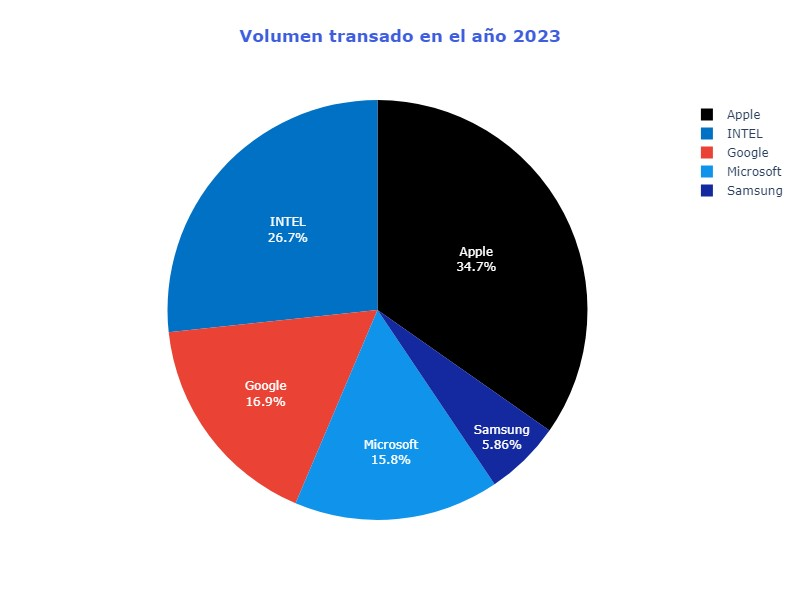 Volumen transado en el año 2023
Apple
INTEL
Google
Microsoft
Samsung
INTEL
26.7%
Apple
34.7%
Google
16.9%
Microsoft
15.8%
Samsung
5.86%